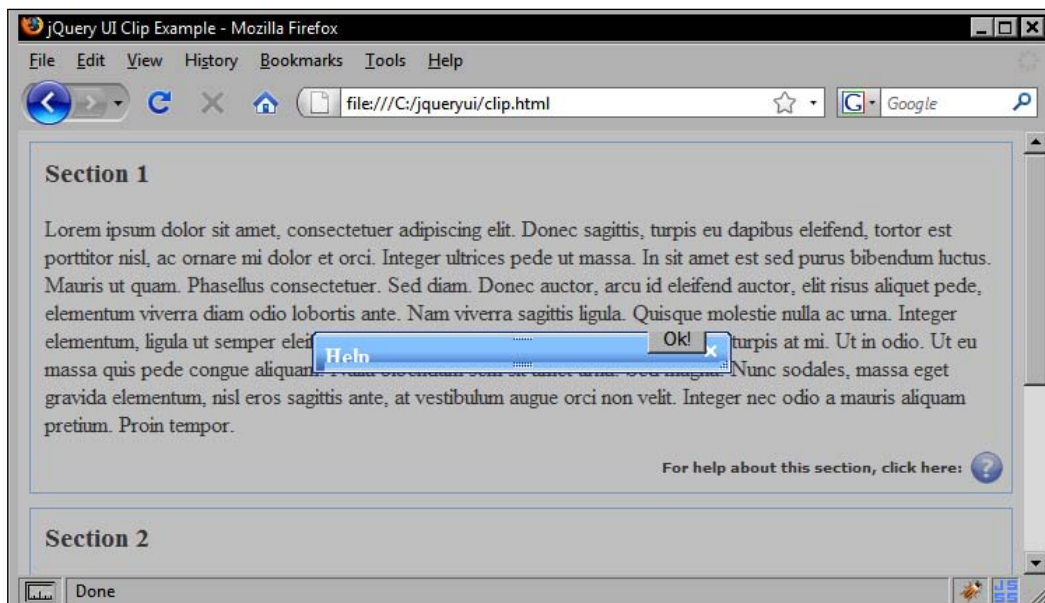 jQuery UI Clip Example - Mozilla Firefox
File Edit View History Bookmarks Tools Help
file:///C:/jqueryui/clip.html
G Google
Section 1
Lorem ipsum dolor sit amet, consectetuer adipiscing elit. Donec sagittis, turpis eu dapibus eleifend, tortor est
porttitor nisl, ac ornare mi dolor et orci. Integer ultrices pede ut massa. In sit amet est sed purus bibendum luctus.
Mauris ut quam. Phasellus consectetuer. Sed diam. Donec auctor, arcu id eleifend auctor, elit risus aliquet pede,
elementum viverra diam odio lobortis ante. Nam viverra sagittis ligula. Quisque molestie nulla ac urna. Integer
elementum, ligula ut semper turpis at mi. Ut in odio. Ut eu
Ok!
Help
massa quis pede congue Nunc sodales, massa eget
gravida elementum, nisl eros sagittis ante, at vestibulum augue orci non velit. Integer nec odio a mauris aliquam
pretium. Proin tempor.
For help about this section, click here: ?
Section 2
Done
JS
SS